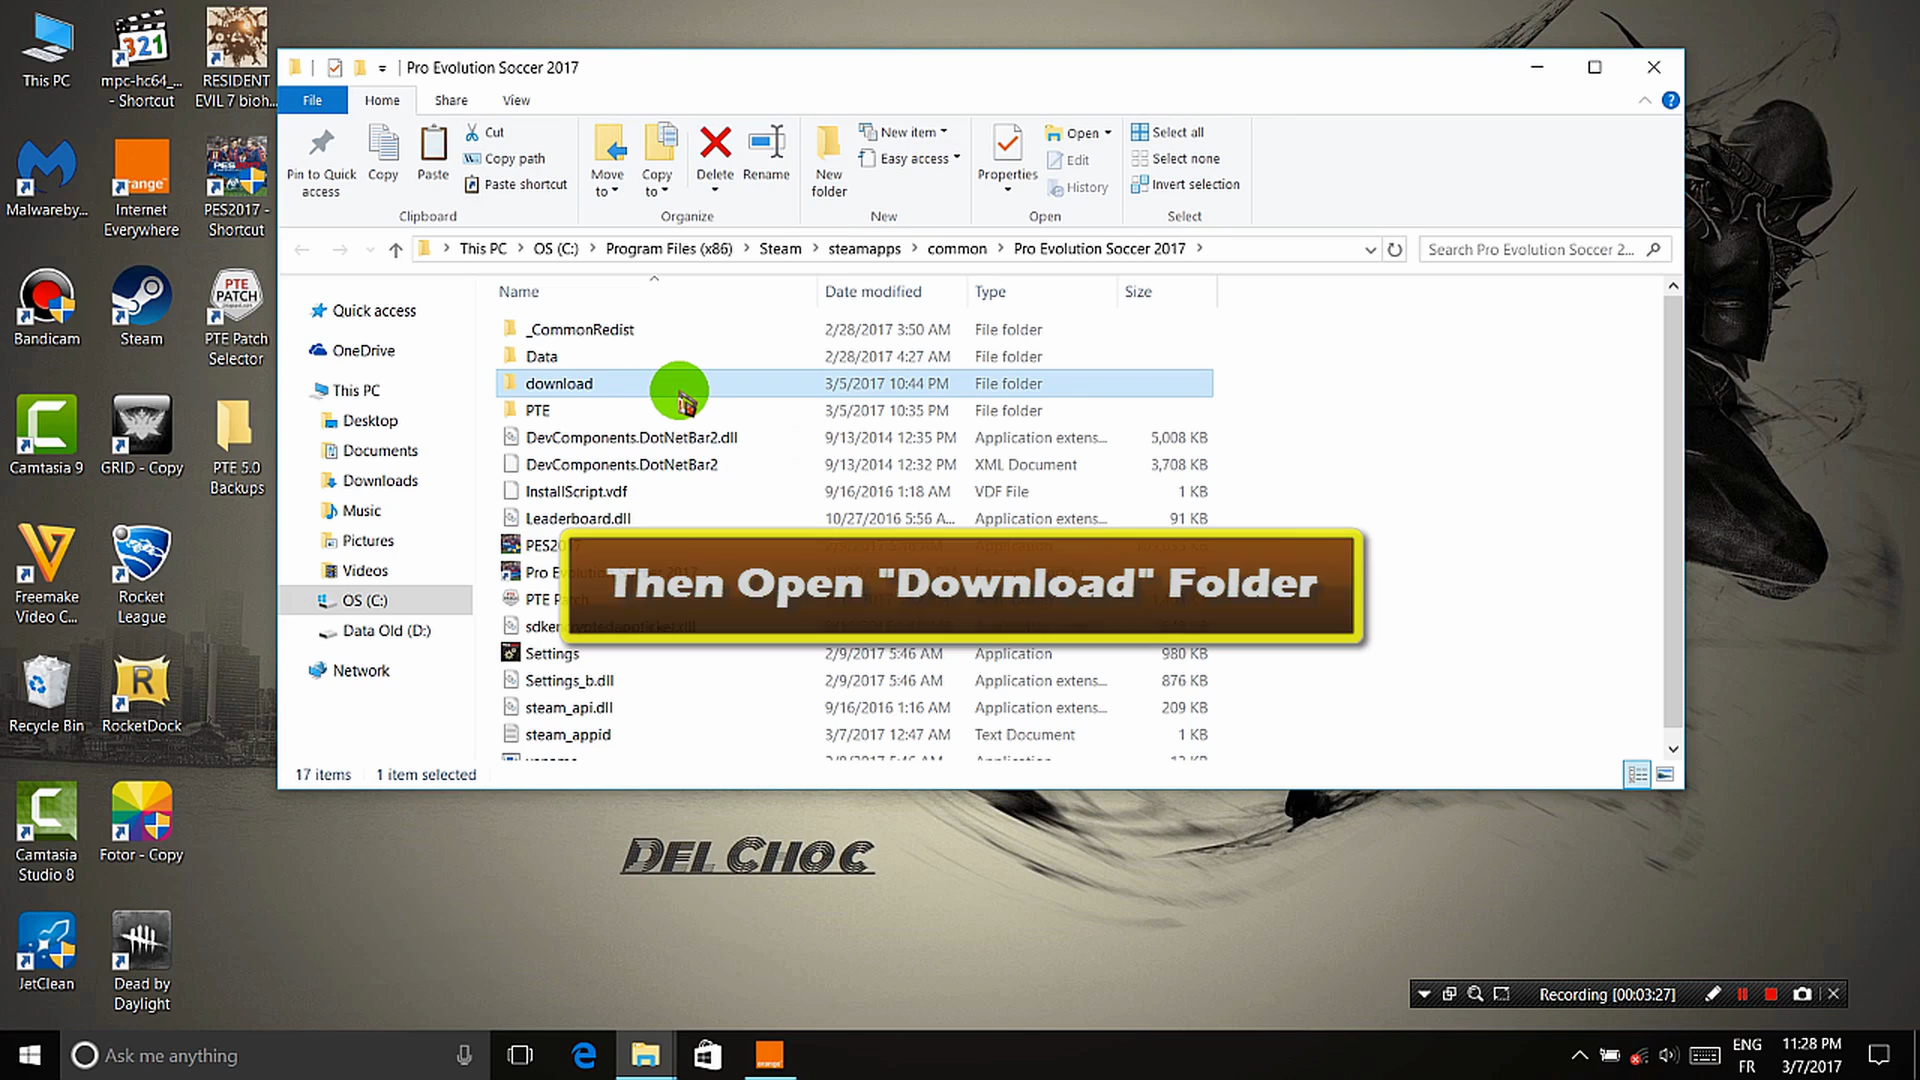 This PC
mpc-hc64_...
- Shortcut
RESIDENT
EVIL 7 bioh...
Malwareby...
Internet
Everywhere
PES2017 -
Shortcut
Bandicam
Steam
PTE Patch
Selector
Camtasia 9
GRID - Copy
PTE 5.0
Backups
Freemake
Video C...
Rocket
League
Recycle Bin
RocketDock
Camtasia
Studio 8
Fotor - Copy
JetClean
Dead by
Daylight
Pro Evolution Soccer 2017
File Home Share View
Pin to Quick
access
Copy
Paste
Cut
Copy path
Paste shortcut
Clipboard
Move
to
Copy
to
Delete
Rename
Organize
New
folder
New item
Easy access
New
Properties
Open
Edit
History
Open
Select all
Select none
Invert selection
Select
This PC > OS (C:) > Program Files (x86) > Steam > steamapps > common > Pro Evolution Soccer 2017 >
Search Pro Evolution Soccer 2...
Quick access
OneDrive
This PC
Desktop
Documents
Downloads
Music
Pictures
Videos
OS (C:)
Data Old (D:)
Network
Name Date modified Type Size
_CommonRedist 2/28/2017 3:50 AM File folder
Data 2/28/2017 4:27 AM File folder
download 3/5/2017 10:44 PM File folder
PTE 3/5/2017 10:35 PM File folder
DevComponents.DotNetBar2.dll 9/13/2014 12:35 PM Application extens... 5,008 KB
DevComponents.DotNetBar2 9/13/2014 12:32 PM XML Document 3,708 KB
InstallScript.vdf 9/16/2016 1:18 AM VDF File 1 KB
Leaderboard.dll 10/27/2016 5:56 A... Application extens... 91 KB
Then Open "Download" Folder
Settings 2/9/2017 5:46 AM Application 980 KB
Settings_b.dll 2/9/2017 5:46 AM Application extens... 876 KB
steam_api.dll 9/16/2016 1:16 AM Application extens... 209 KB
steam_appid 3/7/2017 12:47 AM Text Document 1 KB
17 items 1 item selected
DEL CHOC
Recording [00:03:27]
Ask me anything
ENG
FR
11:28 PM
3/7/2017